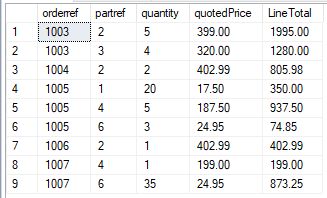 orderref partref quantity quotedPrice LineTotal
1 1003 2 5 399.00 1995.00
2 1003 3 4 320.00 1280.00
3 1004 2 2 402.99 805.98
4 1005 1 20 17.50 350.00
5 1005 4 5 187.50 937.50
6 1005 6 3 24.95 74.85
7 1006 2 1 402.99 402.99
8 1007 4 1 199.00 199.00
9 1007 6 35 24.95 873.25